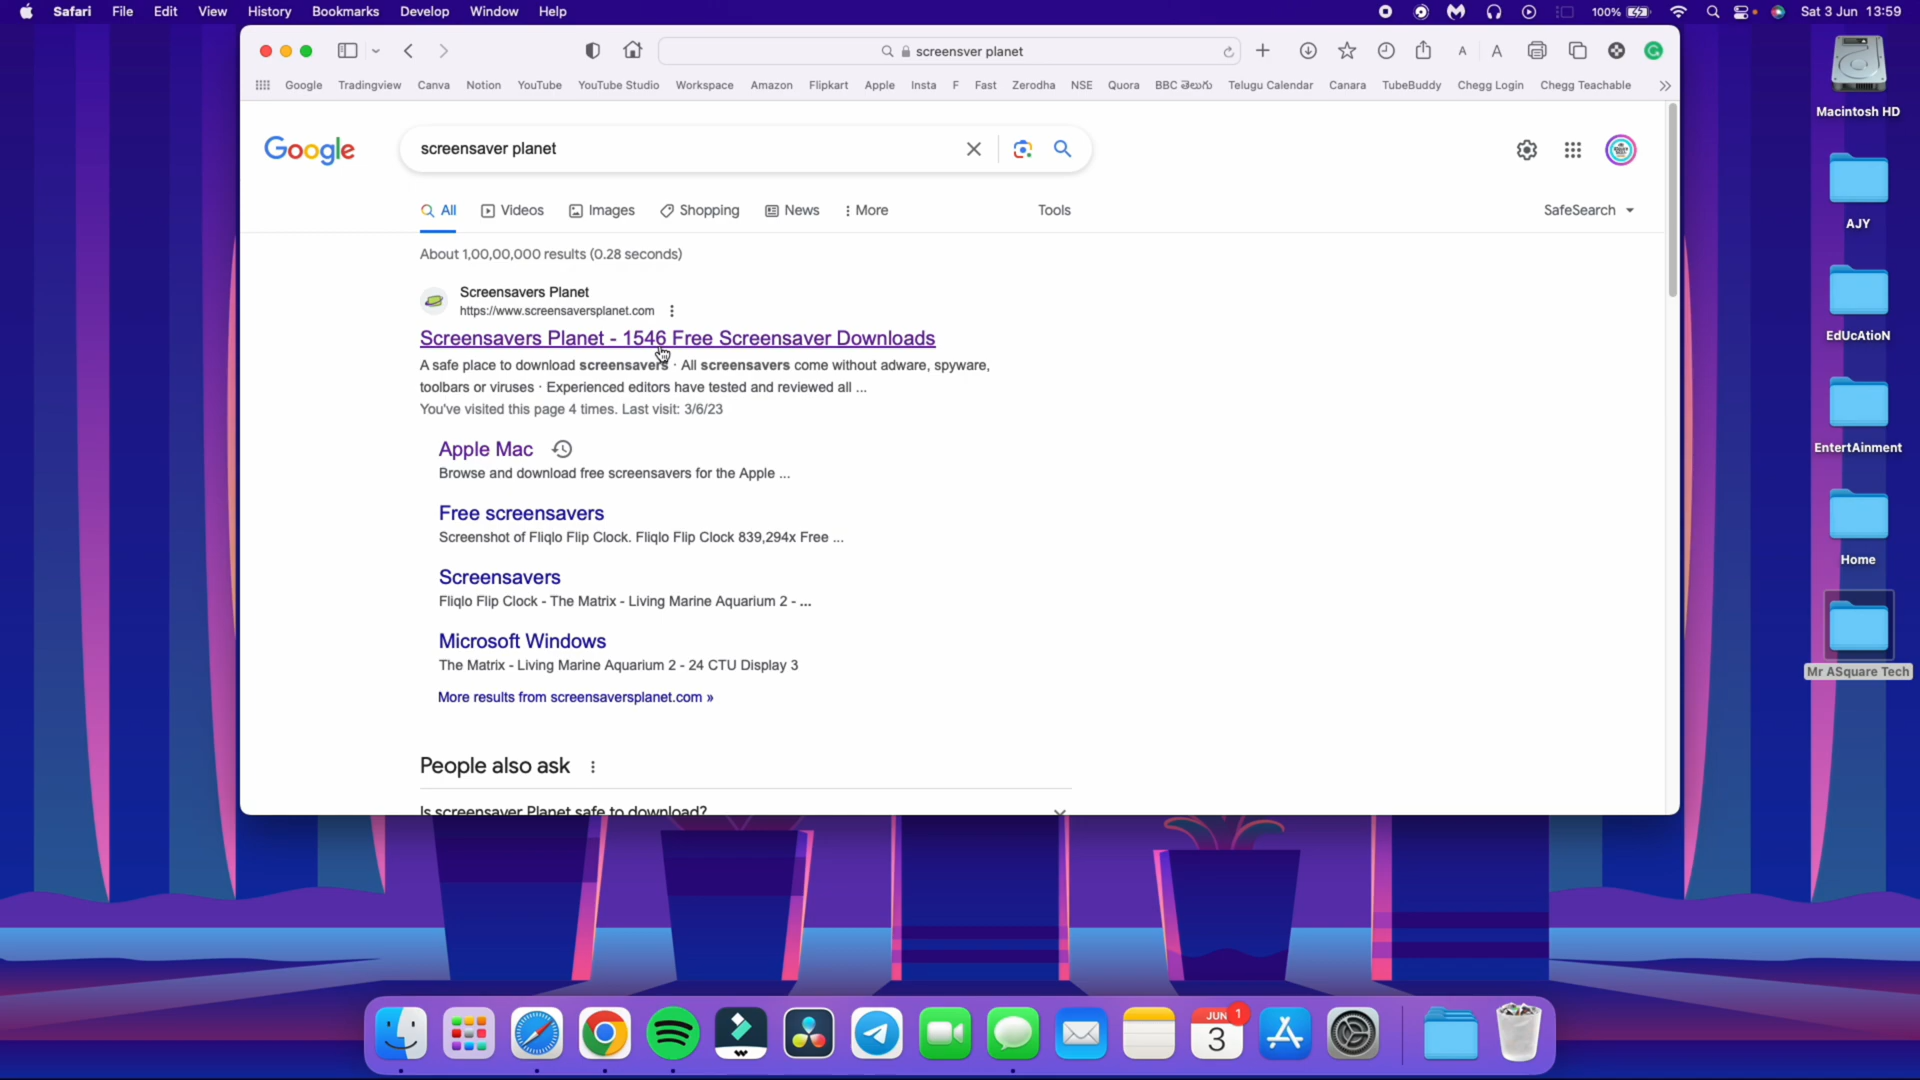 Safari File Edit View History Bookmarks Develop Window Help 100% Sat 3 Jun 13:59
screensver planet A A
Google Tradingview Canva Notion YouTube YouTube Studio Workspace Amazon Flipkart Apple Insta F Fast Zerodha NSE Quora BBC తెలుగు Telugu Calendar Canara TubeBuddy Chegg Login Chegg Teachable
Macintosh HD
Google screensaver planet
All Videos Images Shopping News More Tools SafeSearch
AJY
About 1,00,00,000 results (0.28 seconds)
Screensavers Planet
https://www.screensaversplanet.com
Screensavers Planet - 1546 Free Screensaver Downloads
EdUcAtioN
A safe place to download screensavers · All screensavers come without adware, spyware,
toolbars or viruses · Experienced editors have tested and reviewed all ...
You've visited this page 4 times. Last visit: 3/6/23
Apple Mac
EntertAinment
Browse and download free screensavers for the Apple ...
Free screensavers
Screenshot of Fliqlo Flip Clock. Fliqlo Flip Clock 839,294x Free ...
Home
Screensavers
Fliqlo Flip Clock - The Matrix - Living Marine Aquarium 2 - ...
Microsoft Windows
The Matrix - Living Marine Aquarium 2 - 24 CTU Display 3
Mr ASquare Tech
More results from screensaversplanet.com »
People also ask
Is screensaver Planet safe to download?
JUN 1
3